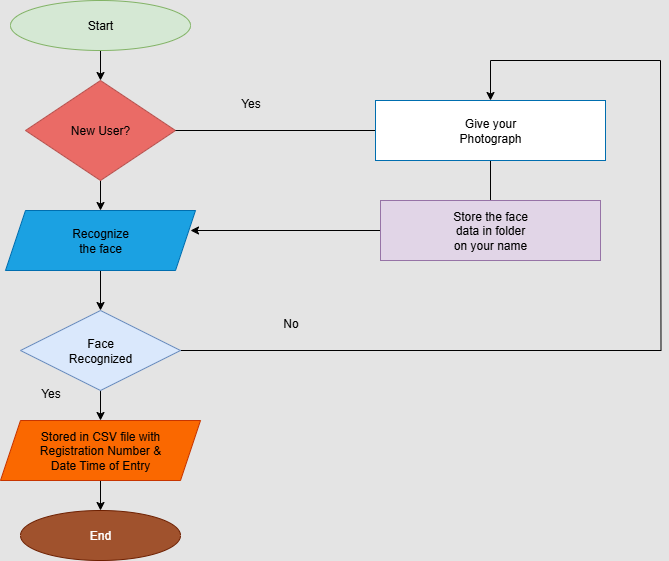 Start
New User?
Yes
Give your
Photograph
Recognize
the face
Store the face
data in folder
on your name
Face
Recognized
No
Yes
Stored in CSV file with
Registration Number &
Date Time of Entry
End